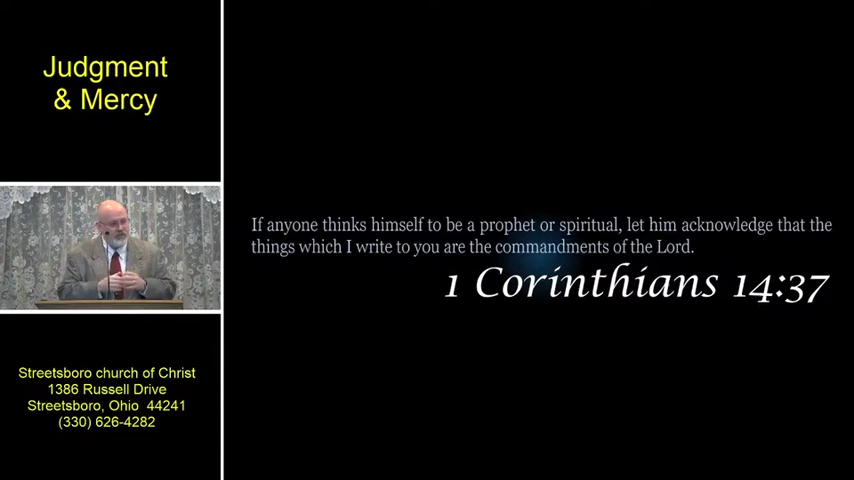 Judgment
& Mercy
If anyone thinks himself to be a prophet or spiritual, let him acknowledge that the
things which I write to you are the commandments of the Lord.
1 Corinthians 14:37
Streetsboro church of Christ
1386 Russell Drive
Streetsboro, Ohio  44241
(330) 626-4282